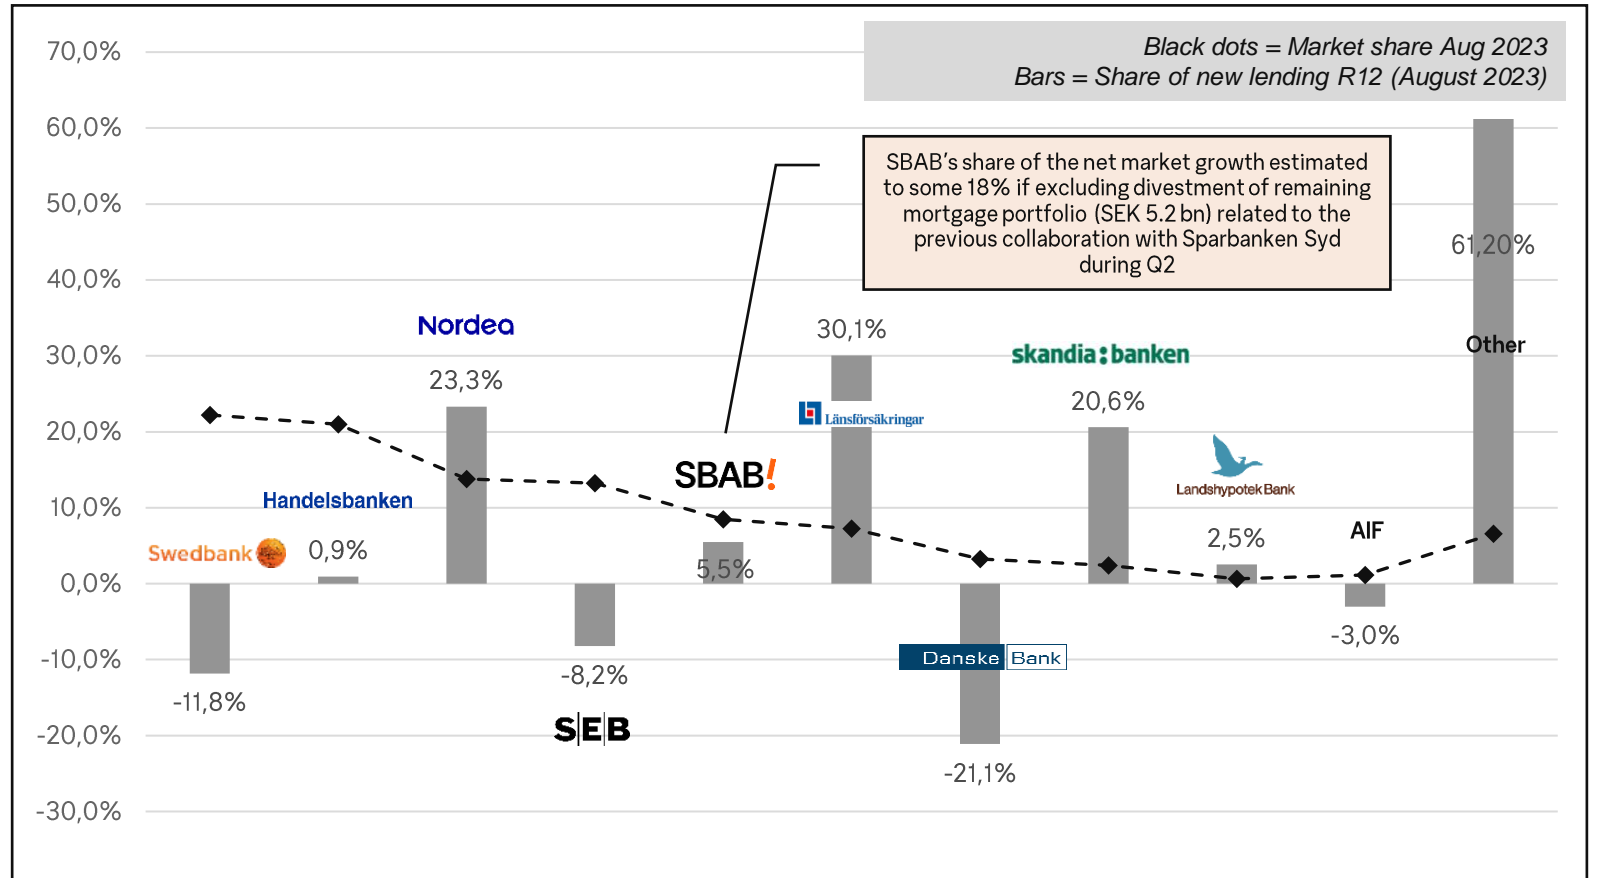 Black dots = Market share Aug 2023
Bars = Share of new lending R12 (August 2023)
70,0%
60,0%
50,0%
40,0%
30,0%
20,0%
10,0%
0,0%
-10,0%
-20,0%
-30,0%
SBAB's share of the net market growth estimated
to some 18% if excluding divestment of remaining
mortgage portfolio (SEK 5.2 bn) related to the
previous collaboration with Sparbanken Syd
during Q2
Swedbank
-11,8%
Handelsbanken
0,9%
Nordea
23,3%
-8,2%
SEB
SBAB!
5,5%
30,1%
Länsförsäkringar
Danske Bank
-21,1%
skandia:banken
20,6%
Landshypotek Bank
2,5%
AIF
-3,0%
61,20%
Other